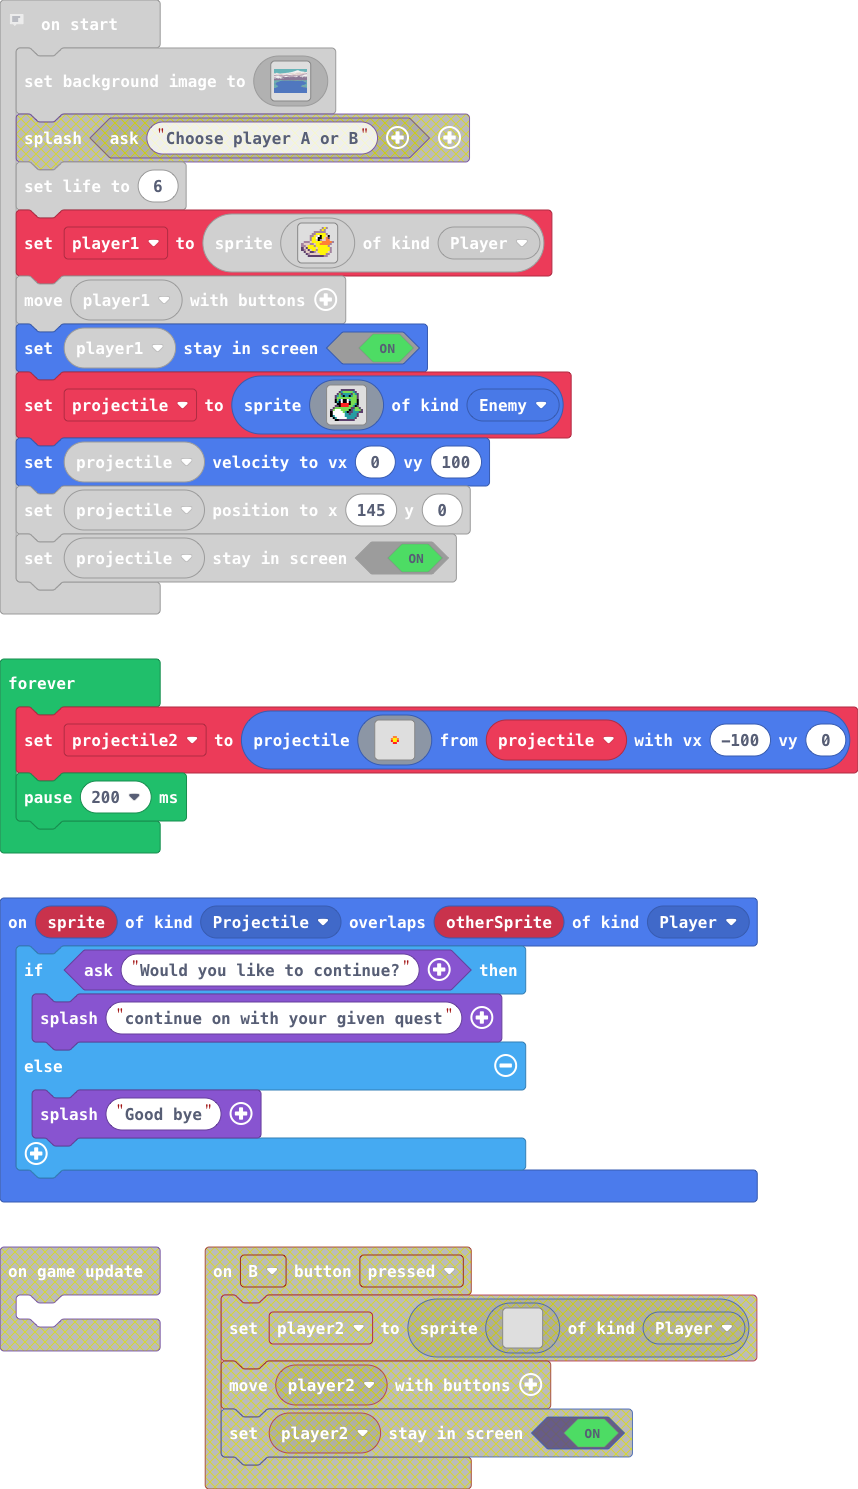 on start
set background image to
splash ask "Choose player A or B"
set life to 6
set player1 to sprite of kind Player
move player1 with buttons
set player1 stay in screen ON
set projectile to sprite of kind Enemy
set projectile velocity to vx 0 vy 100
set projectile position to x 145 y 0
set projectile stay in screen ON
forever
set projectile2 to projectile from projectile with vx −100 vy 0
pause 200 ms
on sprite of kind Projectile overlaps otherSprite of kind Player
if ask "Would you like to continue?" then
splash "continue on with your given quest"
else
splash "Good bye"
on game update
on B button pressed
set player2 to sprite of kind Player
move player2 with buttons
set player2 stay in screen ON